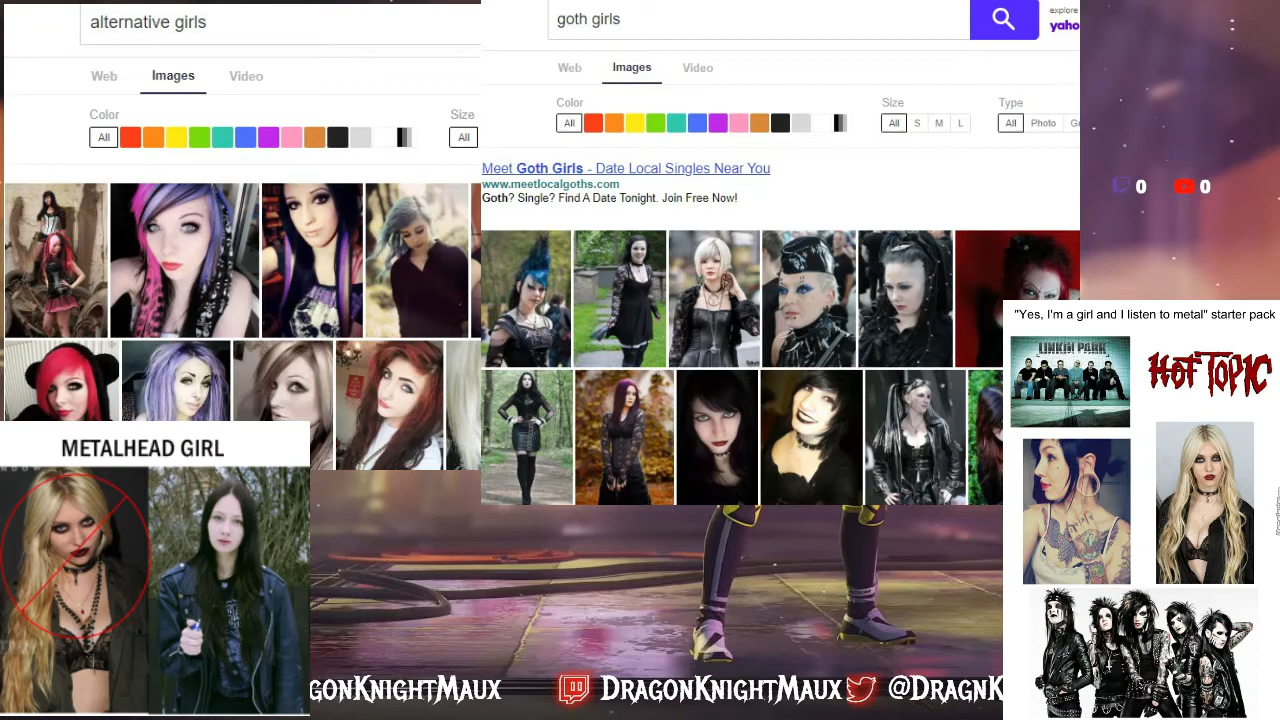 alternative girls
Web Images Video
Color
Size
All
All
goth girls
explore
yaho
Web Images Video
Color
Size
Type
All
All S M L
All Photo Gr
Meet Goth Girls - Date Local Singles Near You
www.meetlocalgoths.com
Goth? Single? Find A Date Tonight. Join Free Now!
0 0
"Yes, I'm a girl and I listen to metal" starter pack
LINKIN PARK
HOT TOPIC
METALHEAD GIRL
GONKNIGHTMAUX
DRAGONKNIGHTMAUX
@DRAGNK